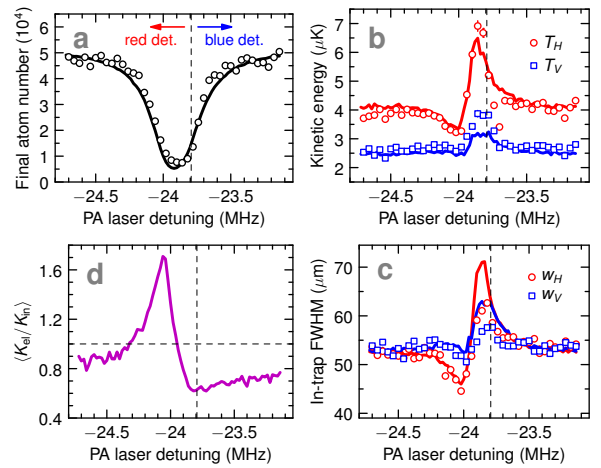 a
red det.
blue det.
Final atom number (10⁴)
6
5
4
3
2
1
0
−24.5
−24
−23.5
PA laser detuning (MHz)
b
T_H
T_V
Kinetic energy (μK)
7
6
5
4
3
2
−24.5
−24
−23.5
PA laser detuning (MHz)
d
⟨K_el/K_in⟩
1.6
1.2
0.8
0.4
−24.5
−24
−23.5
PA laser detuning (MHz)
c
w_H
w_V
In-trap FWHM (μm)
70
60
50
40
−24.5
−24
−23.5
PA laser detuning (MHz)